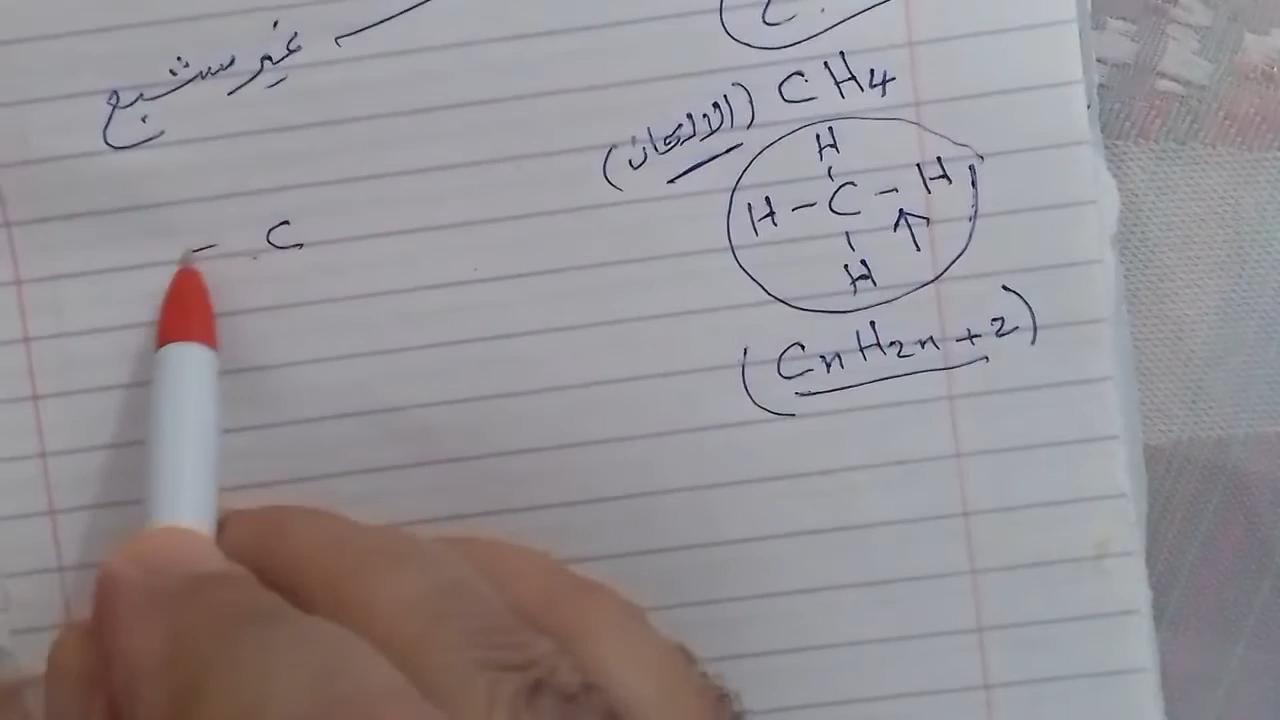 غير مشبع
CH4 (الالكان)
H
H - C - H
H
(CnH2n+2)
- C